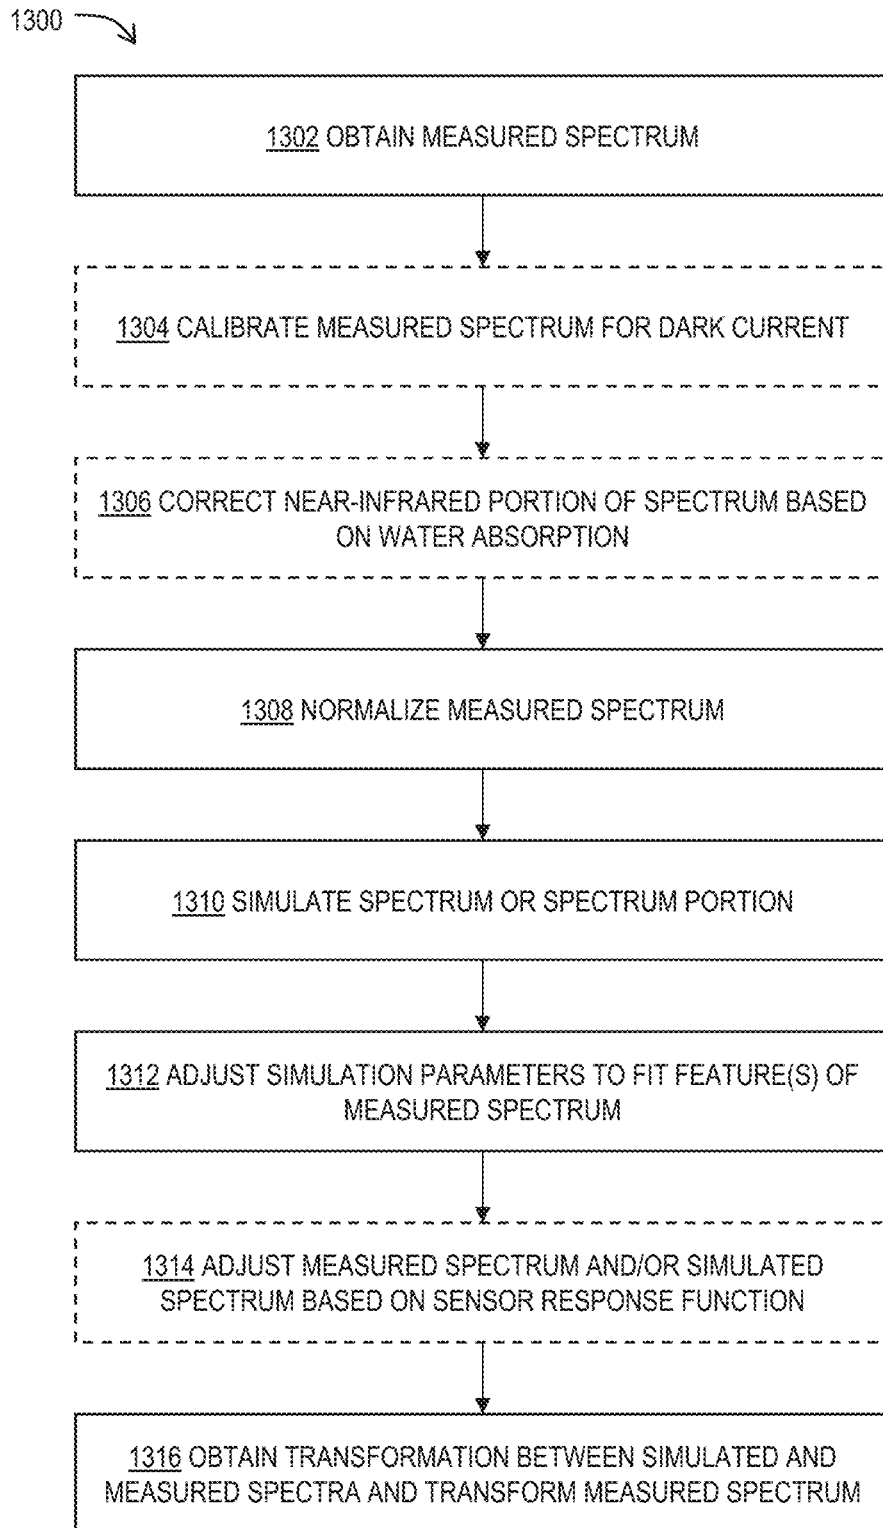 1300
1302 OBTAIN MEASURED SPECTRUM
1304 CALIBRATE MEASURED SPECTRUM FOR DARK CURRENT
1306 CORRECT NEAR-INFRARED PORTION OF SPECTRUM BASED
ON WATER ABSORPTION
1308 NORMALIZE MEASURED SPECTRUM
1310 SIMULATE SPECTRUM OR SPECTRUM PORTION
1312 ADJUST SIMULATION PARAMETERS TO FIT FEATURE(S) OF
MEASURED SPECTRUM
1314 ADJUST MEASURED SPECTRUM AND/OR SIMULATED
SPECTRUM BASED ON SENSOR RESPONSE FUNCTION
1316 OBTAIN TRANSFORMATION BETWEEN SIMULATED AND
MEASURED SPECTRA AND TRANSFORM MEASURED SPECTRUM